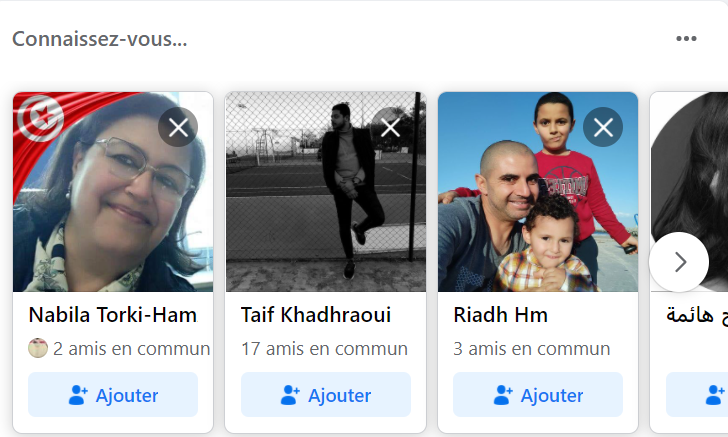 Connaissez-vous...
Nabila Torki-Ham
2 amis en commun
Ajouter
Taif Khadhraoui
17 amis en commun
Ajouter
Riadh Hm
3 amis en commun
Ajouter
هائمة